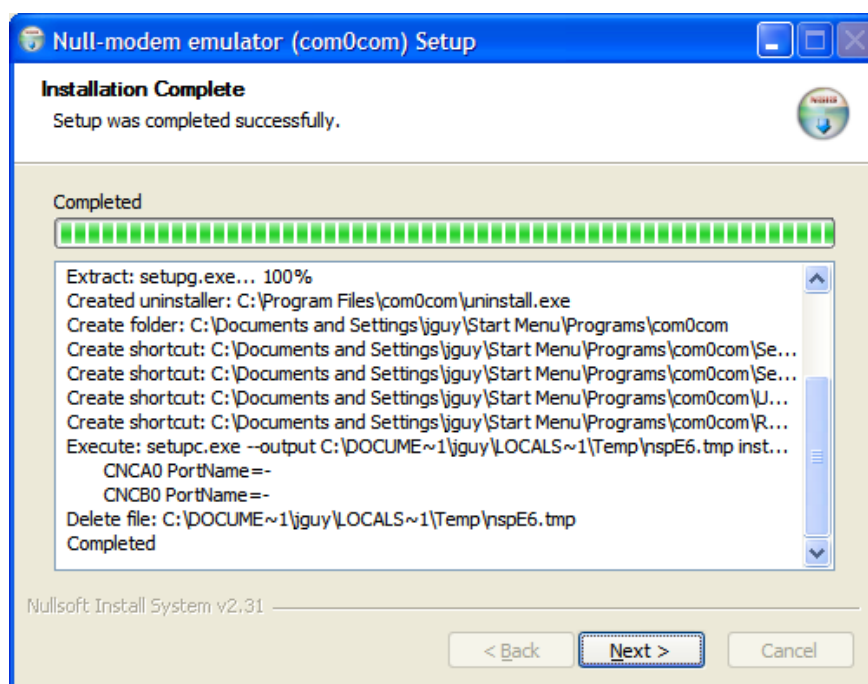 Null-modem emulator (com0com) Setup
Installation Complete
Setup was completed successfully.
Completed
Extract: setupg.exe... 100%
Created uninstaller: C:\Program Files\com0com\uninstall.exe
Create folder: C:\Documents and Settings\jguy\Start Menu\Programs\com0com
Create shortcut: C:\Documents and Settings\jguy\Start Menu\Programs\com0com\Se...
Create shortcut: C:\Documents and Settings\jguy\Start Menu\Programs\com0com\Se...
Create shortcut: C:\Documents and Settings\jguy\Start Menu\Programs\com0com\U...
Create shortcut: C:\Documents and Settings\jguy\Start Menu\Programs\com0com\R...
Execute: setupc.exe --output C:\DOCUME~1\jguy\LOCALS~1\Temp\nspE6.tmp inst...
CNCA0 PortName=-
CNCB0 PortName=-
Delete file: C:\DOCUME~1\jguy\LOCALS~1\Temp\nspE6.tmp
Completed
Nullsoft Install System v2.31
< Back
Next >
Cancel